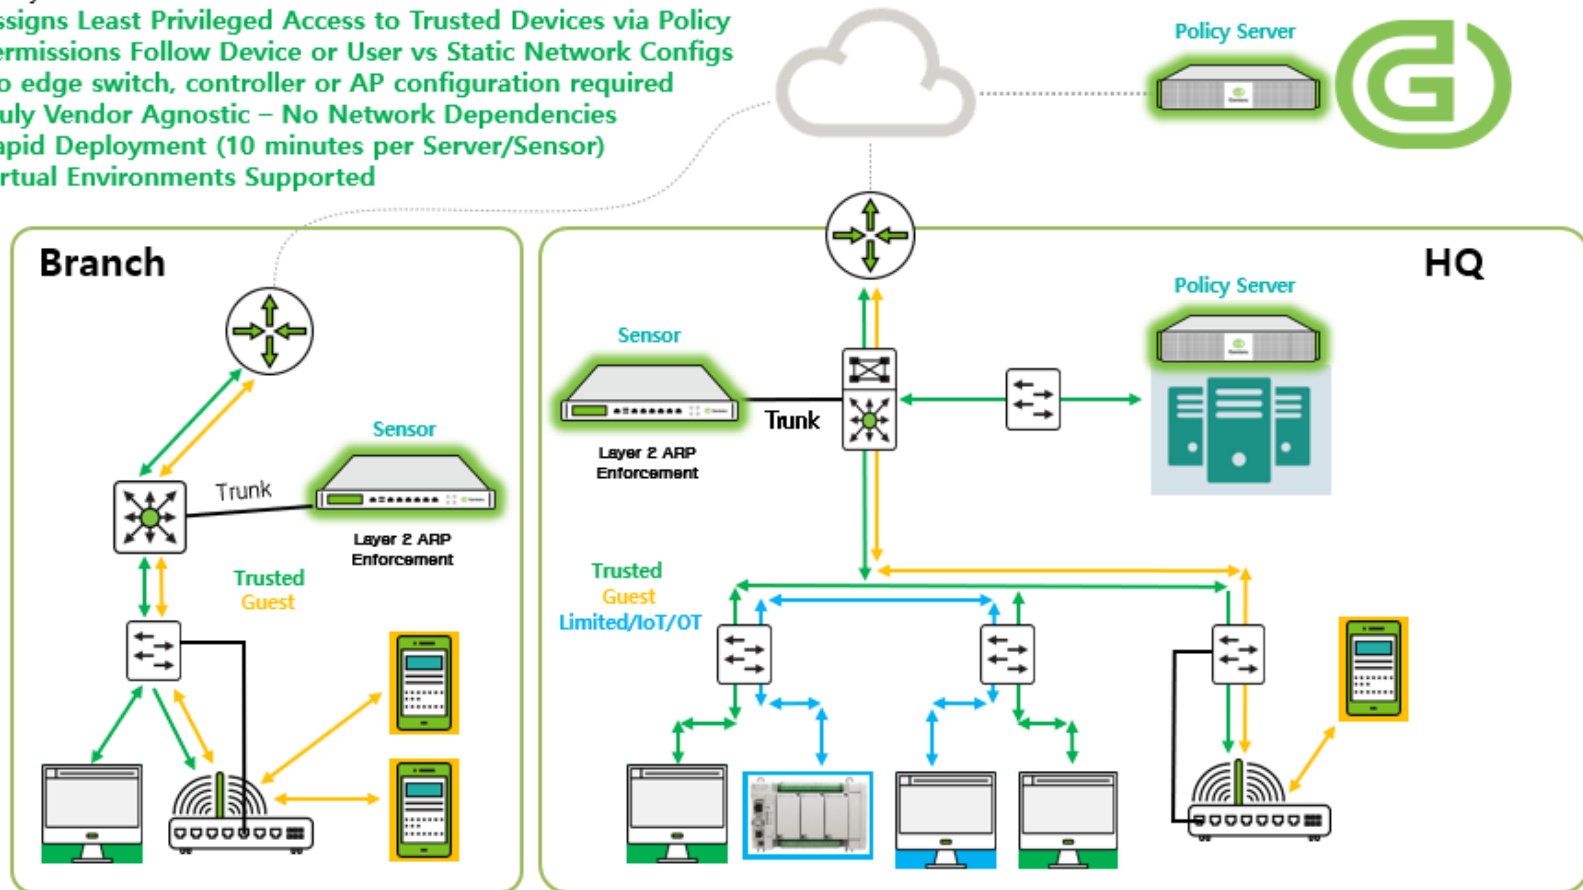 ssigns Least Privileged Access to Trusted Devices via Policy
ermissions Follow Device or User vs Static Network Configs
o edge switch, controller or AP configuration required
uly Vendor Agnostic – No Network Dependencies
apid Deployment (10 minutes per Server/Sensor)
rtual Environments Supported
Policy Server
Branch
HQ
Policy Server
Sensor
Trunk
Layer 2 ARP
Enforcement
Sensor
Trunk
Layer 2 ARP
Enforcement
Trusted
Guest
Trusted
Guest
Limited/IoT/OT